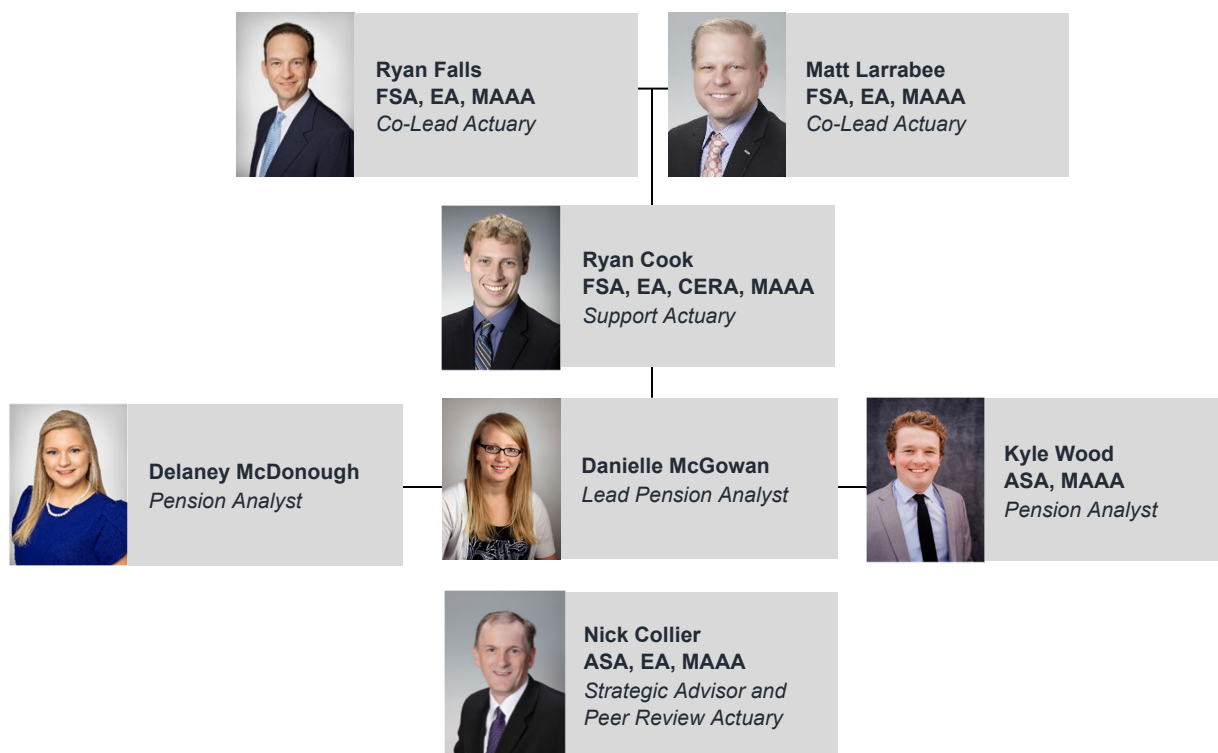 Ryan Falls
FSA, EA, MAAA
Co-Lead Actuary
Matt Larrabee
FSA, EA, MAAA
Co-Lead Actuary
Ryan Cook
FSA, EA, CERA, MAAA
Support Actuary
Delaney McDonough
Pension Analyst
Danielle McGowan
Lead Pension Analyst
Kyle Wood
ASA, MAAA
Pension Analyst
Nick Collier
ASA, EA, MAAA
Strategic Advisor and
Peer Review Actuary